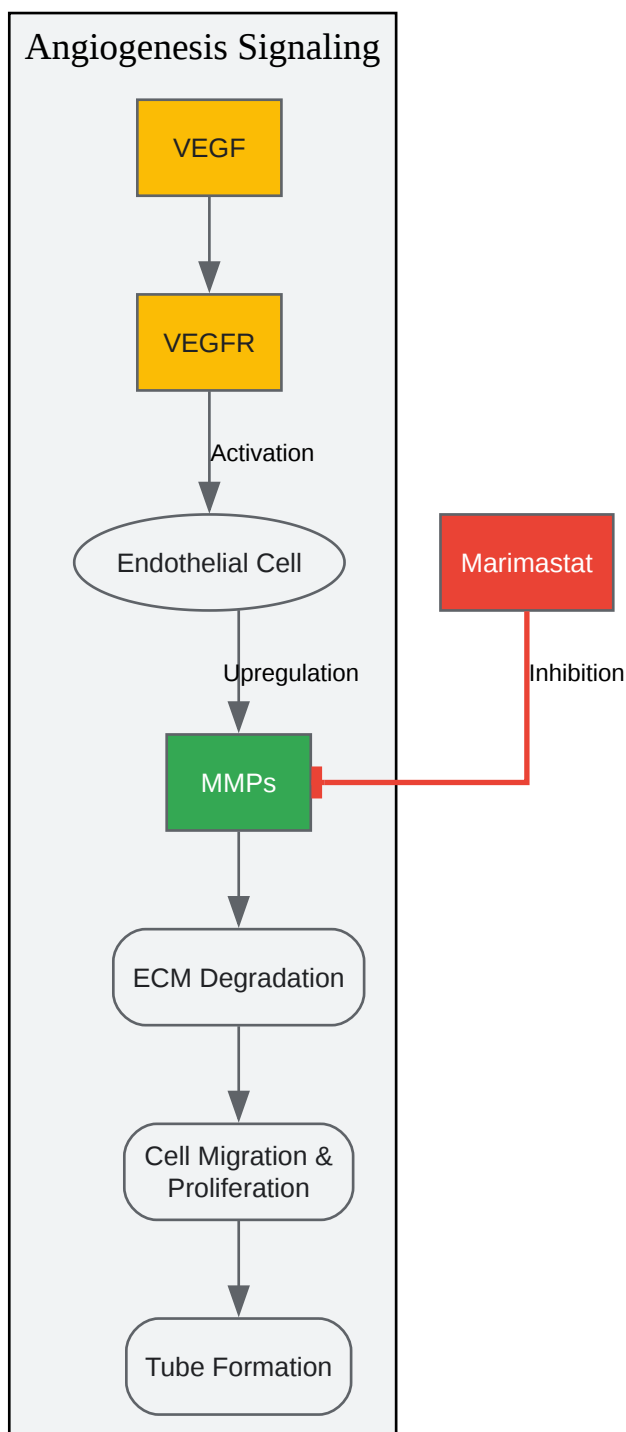 Angiogenesis Signaling
VEGF
VEGFR
Activation
Endothelial Cell
Marimastat
Upregulation
Inhibition
MMPs
ECM Degradation
Cell Migration &
Proliferation
Tube Formation